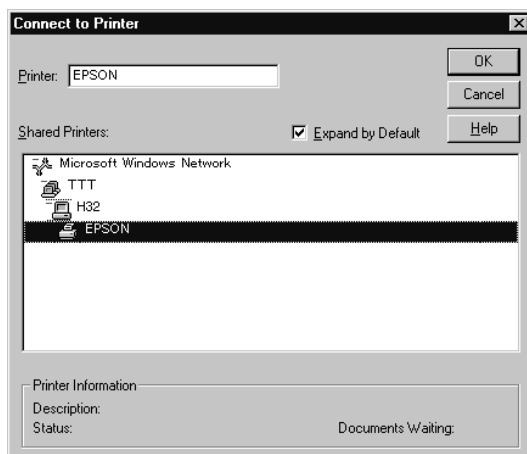 Connect to Printer
Printer: EPSON
OK
Cancel
Help
Shared Printers:
Expand by Default
Microsoft Windows Network
TTT
H32
EPSON
Printer Information
Description:
Status:
Documents Waiting: